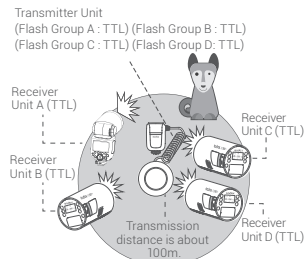 Transmitter Unit
(Flash Group A : TTL) (Flash Group B : TTL)
(Flash Group C : TTL) (Flash Group D: TTL)
Receiver
Unit A (TTL)
Receiver
Unit C (TTL)
Receiver
Unit B (TTL)
Receiver
Unit D (TTL)
Transmission
distance is about
100m.